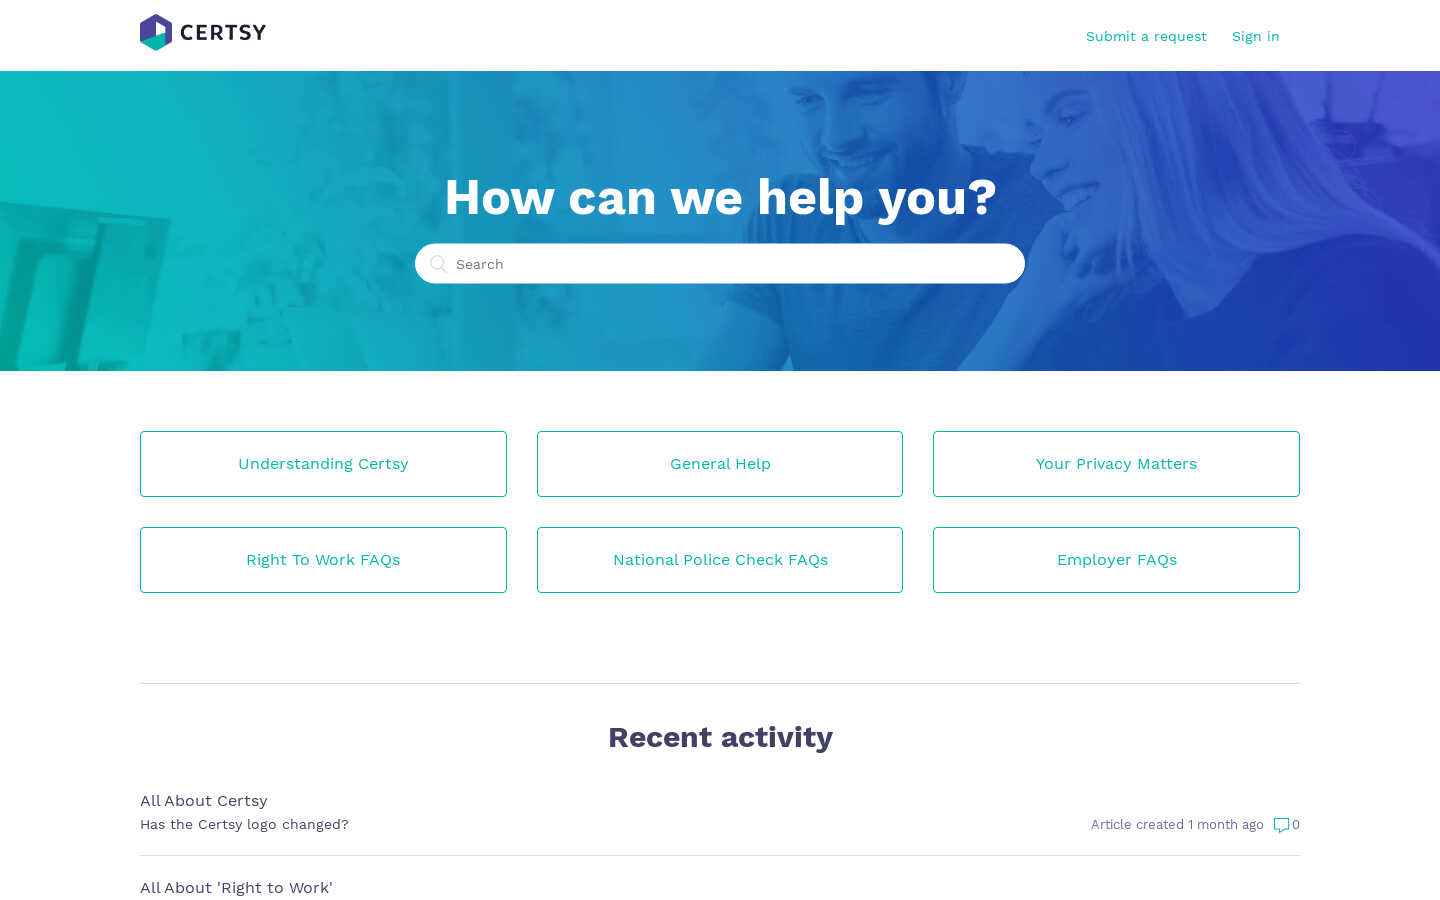 CERTSY
Submit a request
Sign in
How can we help you?
Search
Understanding Certsy
General Help
Your Privacy Matters
Right To Work FAQs
National Police Check FAQs
Employer FAQs
Recent activity
All About Certsy
Has the Certsy logo changed?
Article created 1 month ago 0
All About 'Right to Work'